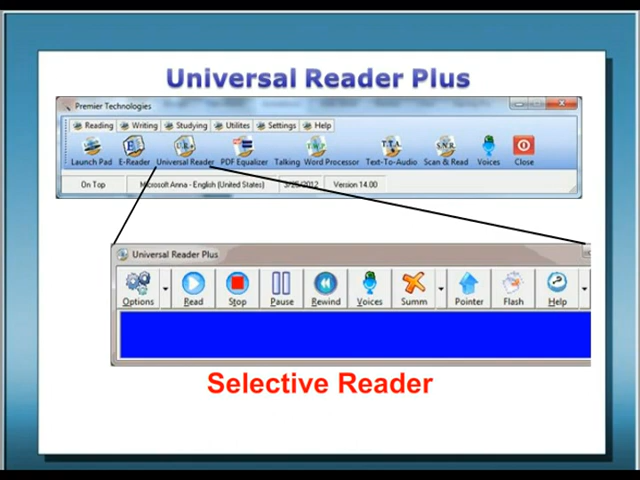 Universal Reader Plus
Premier Technologies
Reading Writing Studying Utilites Settings Help
Launch Pad E-Reader Universal Reader PDF Equalizer Talking Word Processor Text-To-Audio Scan & Read Voices Close
On Top Microsoft Anna - English (United States) 3/25/2012 Version 14.00
Universal Reader Plus
Options Read Stop Pause Rewind Voices Summ Pointer Flash Help
Selective Reader